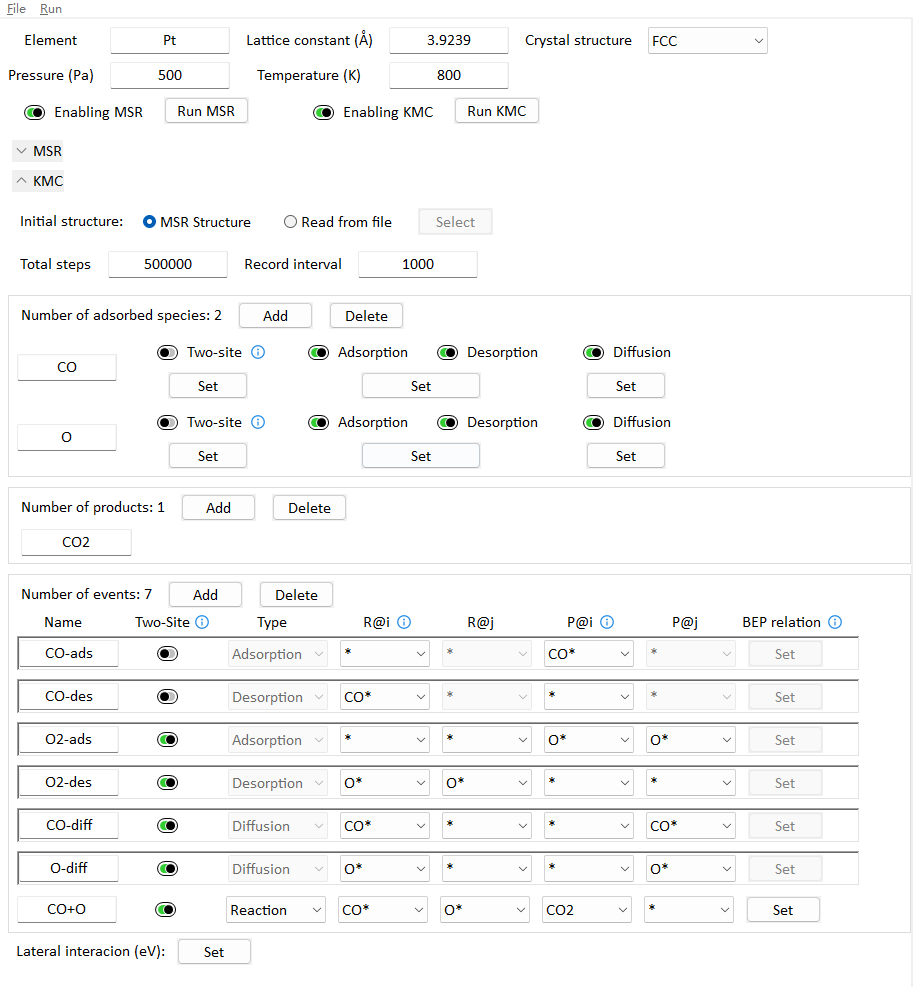 File Run
Element Pt Lattice constant (Å) 3.9239 Crystal structure FCC
Pressure (Pa) 500 Temperature (K) 800
Enabling MSR Run MSR Enabling KMC Run KMC
MSR
KMC
Initial structure: MSR Structure Read from file Select
Total steps 500000 Record interval 1000
Number of adsorbed species: 2 Add Delete
CO Two-site Adsorption Desorption Diffusion
Set Set Set
O Two-site Adsorption Desorption Diffusion
Set Set Set
Number of products: 1 Add Delete
CO2
Number of events: 7 Add Delete
Name Two-Site Type R@i R@j P@i P@j BEP relation
CO-ads Adsorption * * CO* * Set
CO-des Desorption CO* * * * Set
O2-ads Adsorption * * O* O* Set
O2-des Desorption O* O* * * Set
CO-diff Diffusion CO* * * CO* Set
O-diff Diffusion O* * * O* Set
CO+O Reaction CO* O* CO2 * Set
Lateral interacion (eV): Set